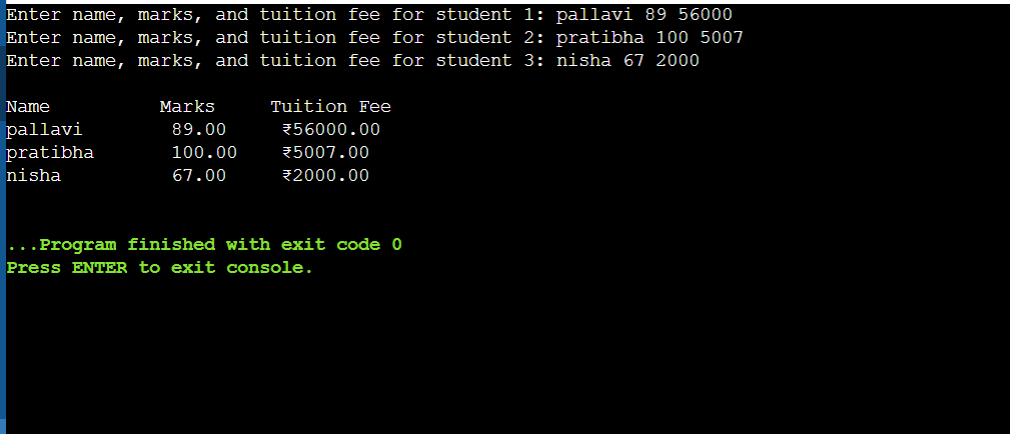 Enter name, marks, and tuition fee for student 1: pallavi 89 56000
Enter name, marks, and tuition fee for student 2: pratibha 100 5007
Enter name, marks, and tuition fee for student 3: nisha 67 2000
Name Marks Tuition Fee
pallavi 89.00 ₹56000.00
pratibha 100.00 ₹5007.00
nisha 67.00 ₹2000.00
...Program finished with exit code 0
Press ENTER to exit console.